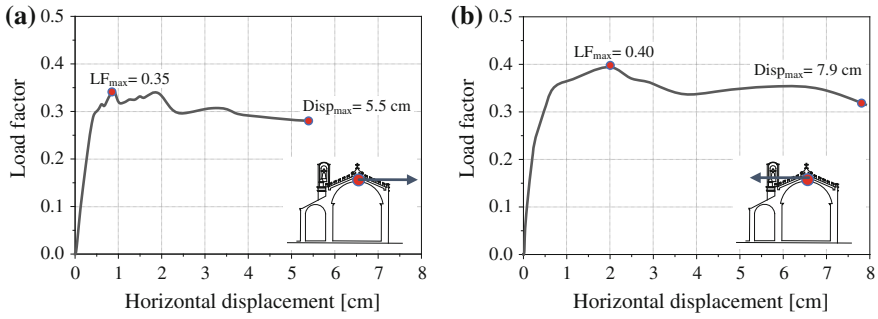 (a)
0.5
0.4
0.3
0.2
0.1
0.0
Load factor
LFmax= 0.35
Dispmax= 5.5 cm
0 1 2 3 4 5 6 7 8
Horizontal displacement [cm]
(b)
0.5
0.4
0.3
0.2
0.1
0.0
Load factor
LFmax= 0.40
Dispmax= 7.9 cm
0 1 2 3 4 5 6 7 8
Horizontal displacement [cm]